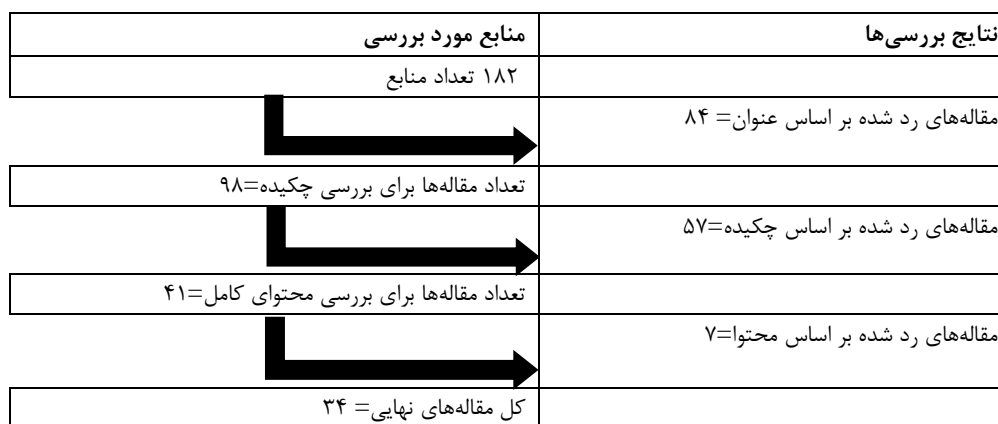 نتایج بررسی‌ها
منابع مورد بررسی
۱۸۲ تعداد منابع
مقاله‌های رد شده بر اساس عنوان= ۸۴
تعداد مقاله‌ها برای بررسی چکیده=۹۸
مقاله‌های رد شده بر اساس چکیده=۵۷
تعداد مقاله‌ها برای بررسی محتوای کامل=۴۱
مقاله‌های رد شده بر اساس محتوا=۷
کل مقاله‌های نهایی= ۳۴